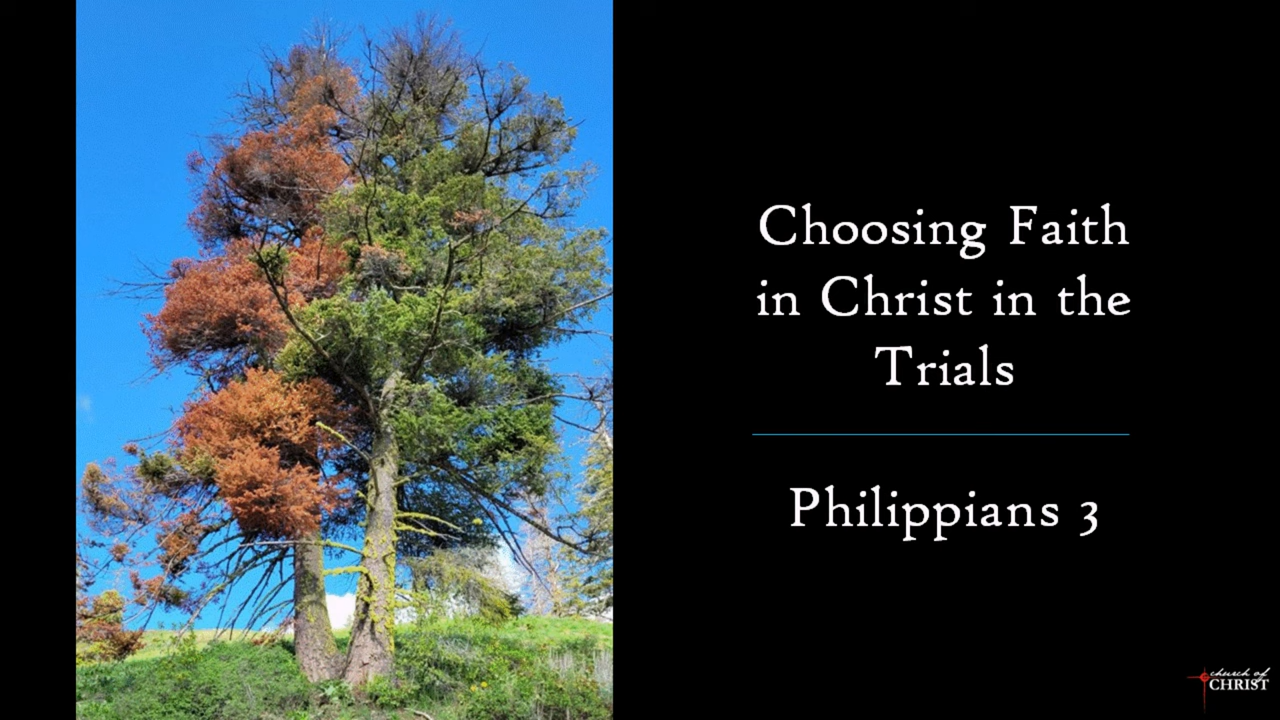 Choosing Faith
in Christ in the
Trials
Philippians 3
church of
CHRIST